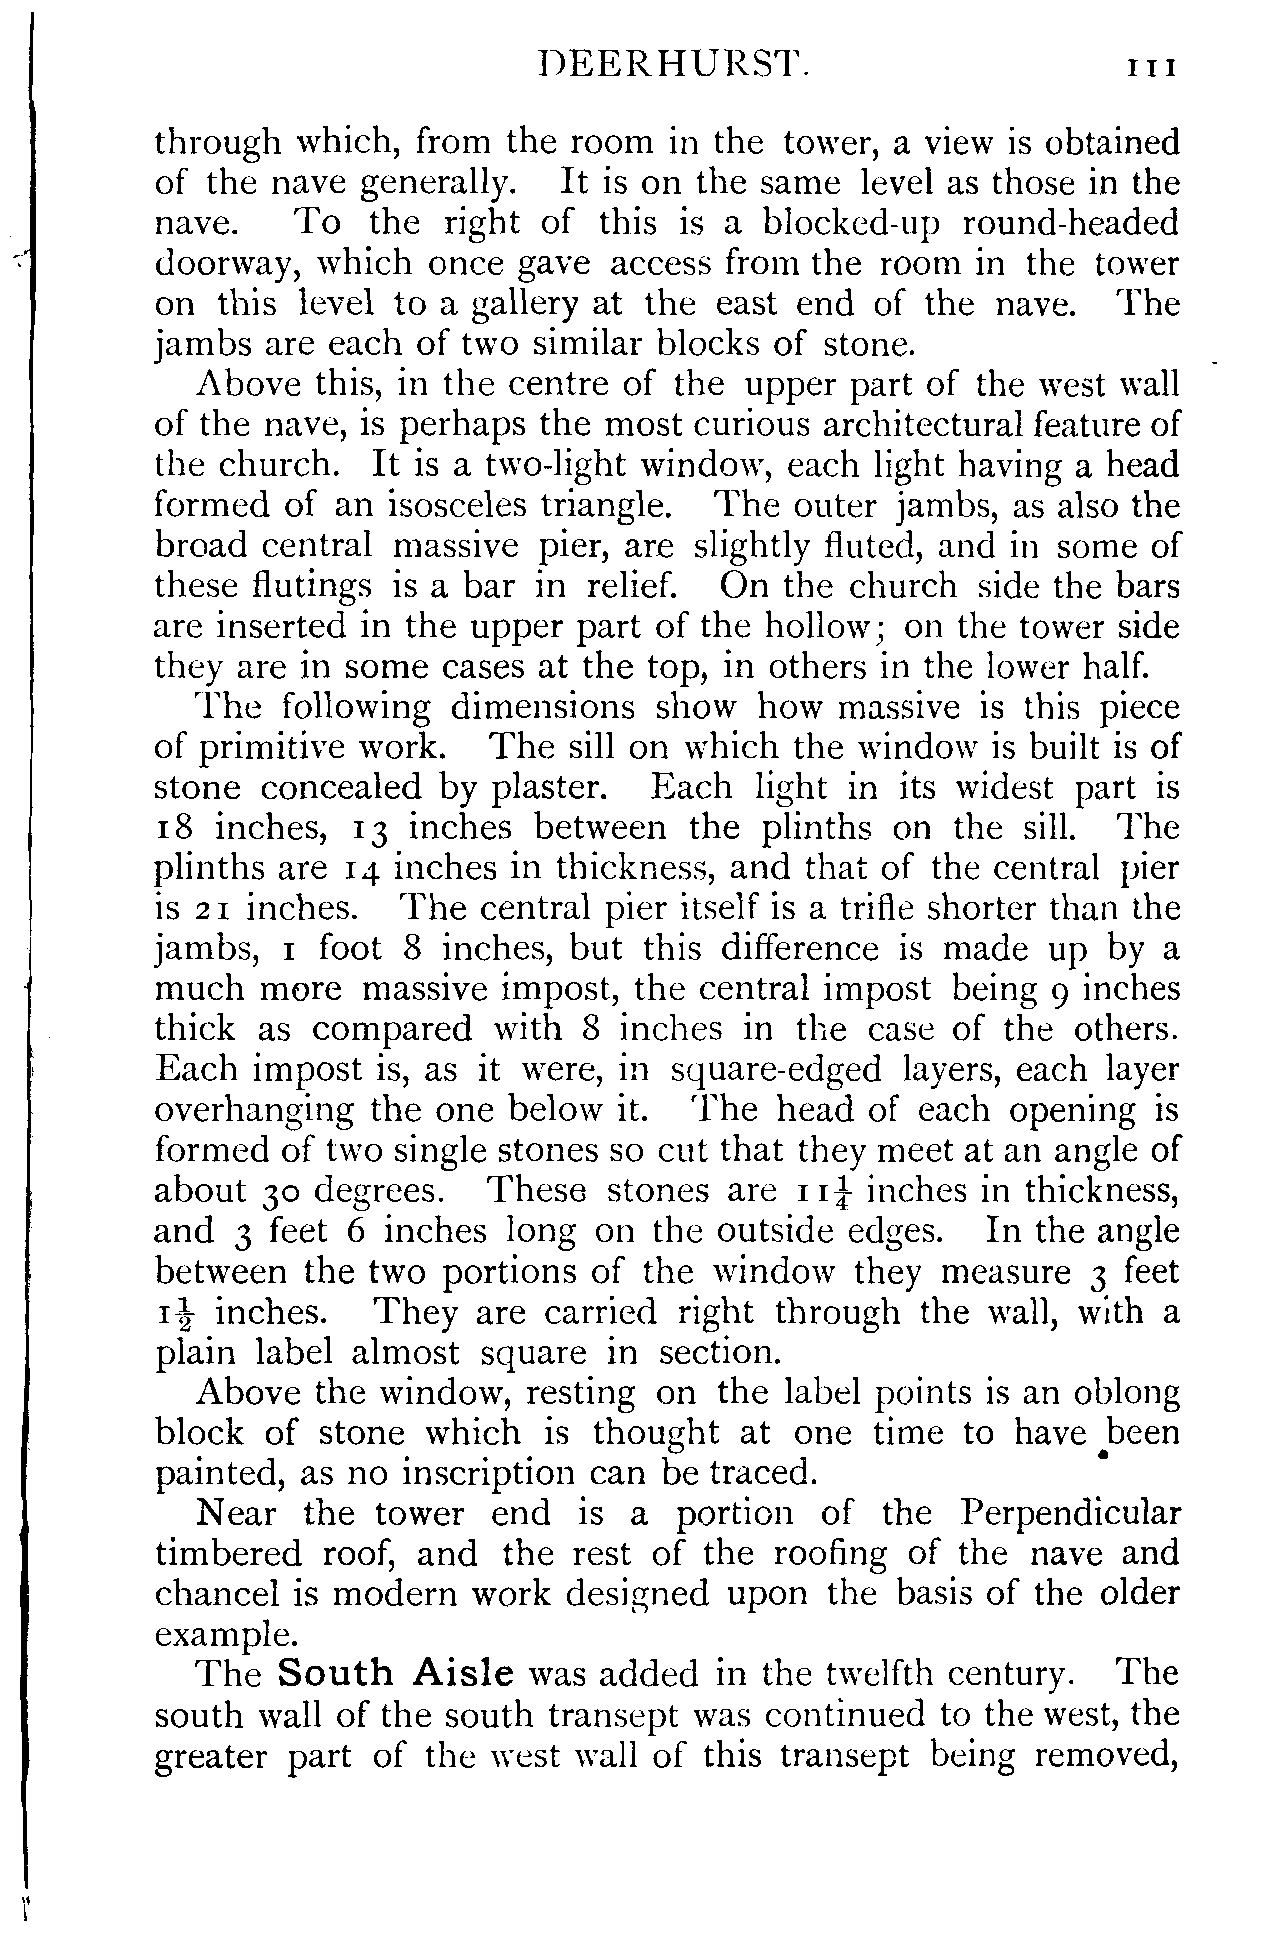 DEERHURST. 111
through which, from the room in the tower, a view is obtained
of the nave generally. It is on the same level as those in the
nave. To the right of this is a blocked-up round-headed
doorway, which once gave access from the room in the tower
on this level to a gallery at the east end of the nave. The
jambs are each of two similar blocks of stone.
Above this, in the centre of the upper part of the west wall
of the nave, is perhaps the most curious architectural feature of
the church. It is a two-light window, each light having a head
formed of an isosceles triangle. The outer jambs, as also the
broad central massive pier, are slightly fluted, and in some of
these flutings is a bar in relief. On the church side the bars
are inserted in the upper part of the hollow; on the tower side
they are in some cases at the top, in others in the lower half.
The following dimensions show how massive is this piece
of primitive work. The sill on which the window is built is of
stone concealed by plaster. Each light in its widest part is
18 inches, 13 inches between the plinths on the sill. The
plinths are 14 inches in thickness, and that of the central pier
is 21 inches. The central pier itself is a trifle shorter than the
jambs, 1 foot 8 inches, but this difference is made up by a
much more massive impost, the central impost being 9 inches
thick as compared with 8 inches in the case of the others.
Each impost is, as it were, in square-edged layers, each layer
overhanging the one below it. The head of each opening is
formed of two single stones so cut that they meet at an angle of
about 30 degrees. These stones are 11¼ inches in thickness,
and 3 feet 6 inches long on the outside edges. In the angle
between the two portions of the window they measure 3 feet
1½ inches. They are carried right through the wall, with a
plain label almost square in section.
Above the window, resting on the label points is an oblong
block of stone which is thought at one time to have been
painted, as no inscription can be traced.
Near the tower end is a portion of the Perpendicular
timbered roof, and the rest of the roofing of the nave and
chancel is modern work designed upon the basis of the older
example.
The South Aisle was added in the twelfth century. The
south wall of the south transept was continued to the west, the
greater part of the west wall of this transept being removed,